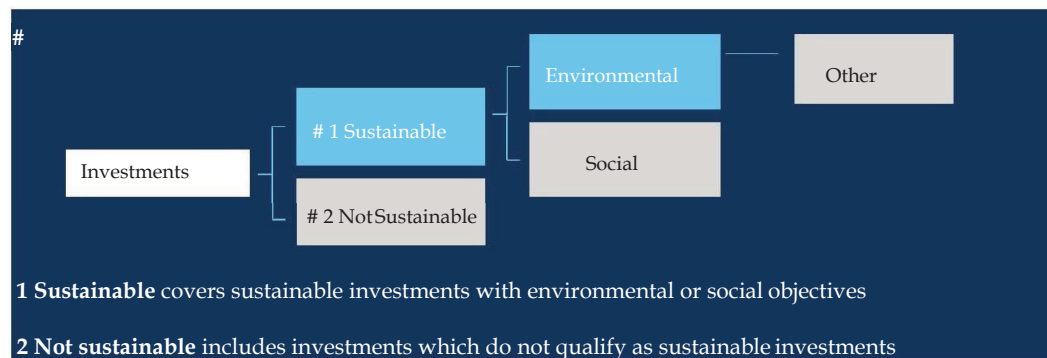 #
Environmental
Other
# 1 Sustainable
Social
Investments
# 2 NotSustainable
1 Sustainable covers sustainable investments with environmental or social objectives
2 Not sustainable includes investments which do not qualify as sustainable investments